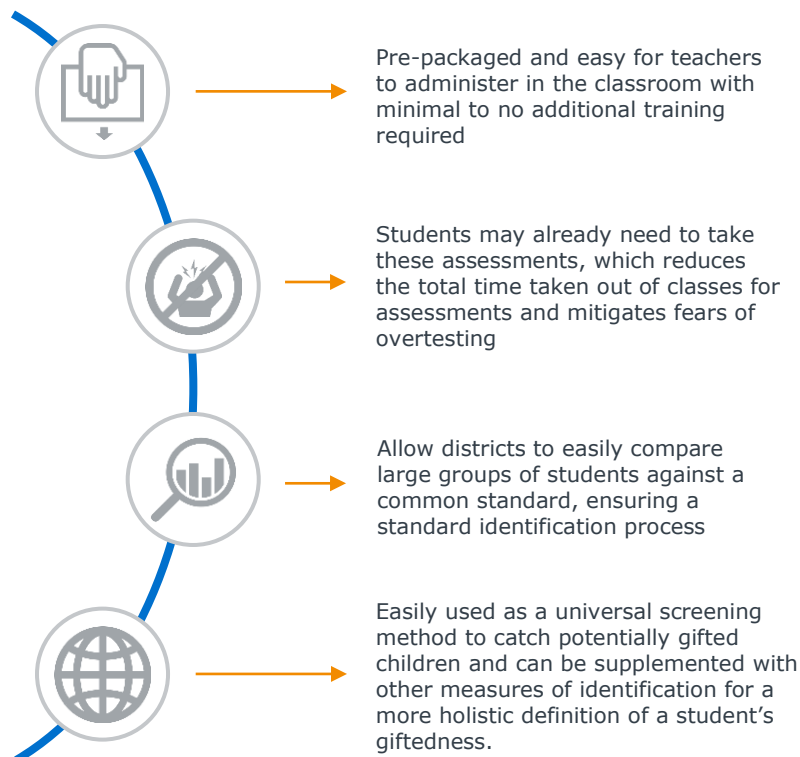 Pre-packaged and easy for teachers
to administer in the classroom with
minimal to no additional training
required
Students may already need to take
these assessments, which reduces
the total time taken out of classes for
assessments and mitigates fears of
overtesting
Allow districts to easily compare
large groups of students against a
common standard, ensuring a
standard identification process
Easily used as a universal screening
method to catch potentially gifted
children and can be supplemented with
other measures of identification for a
more holistic definition of a student’s
giftedness.